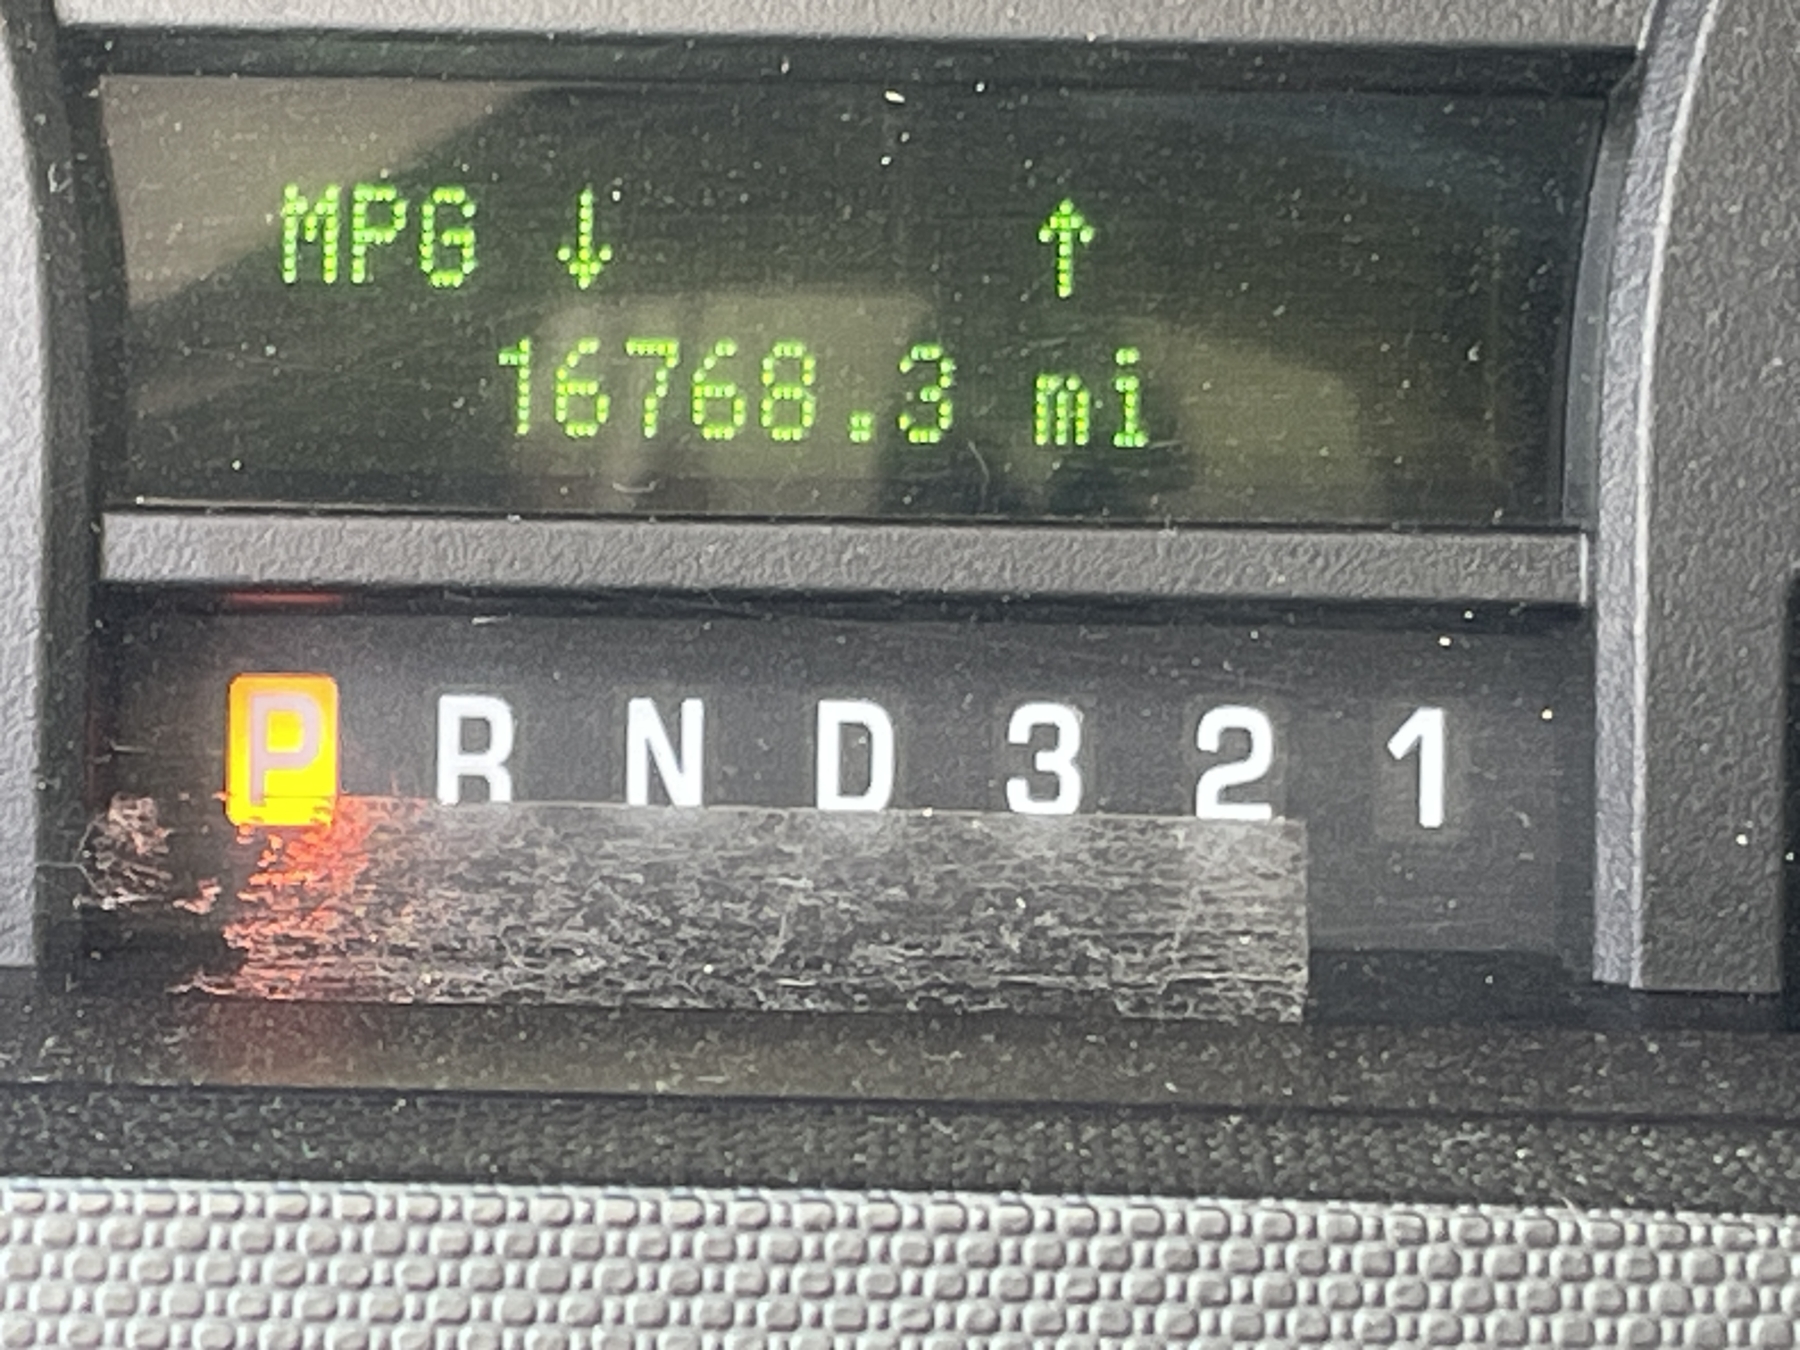 MPG ↓ ↑
16768.3 mi
P R N D 3 2 1